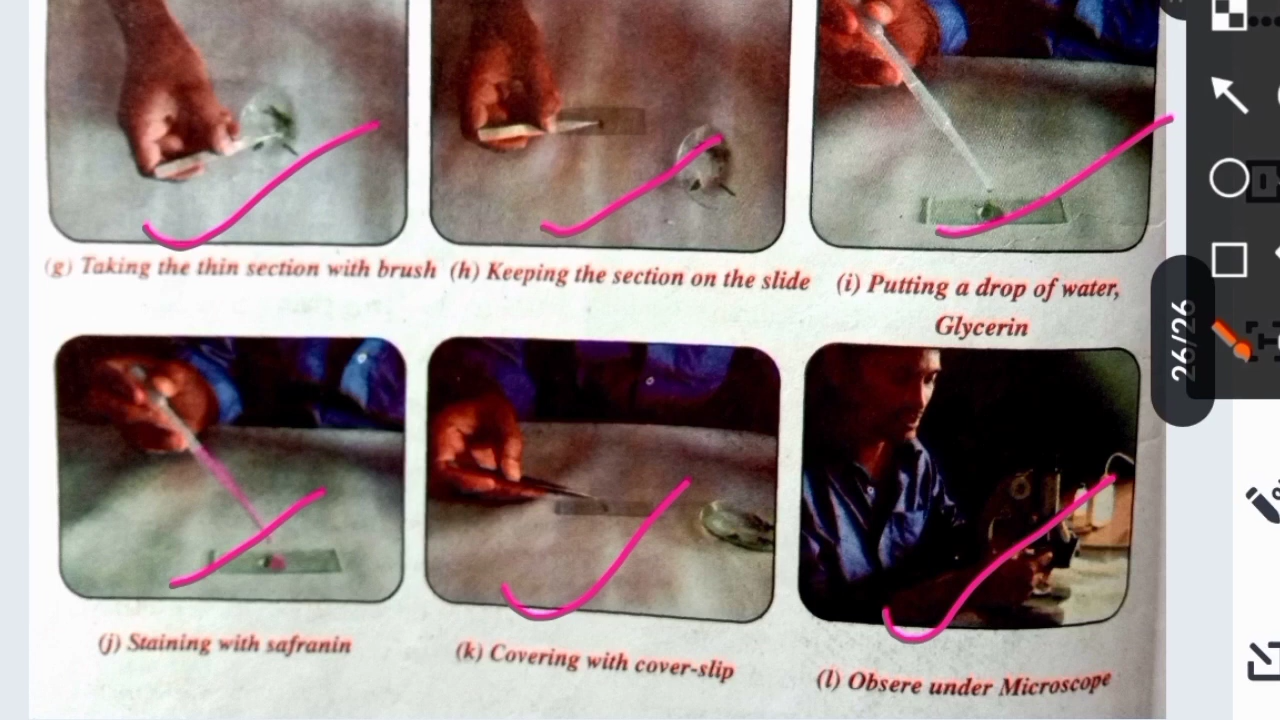 (g) Taking the thin section with brush
(h) Keeping the section on the slide
(i) Putting a drop of water,
Glycerin
(j) Staining with safranin
(k) Covering with cover-slip
(l) Obsere under Microscope
26/26